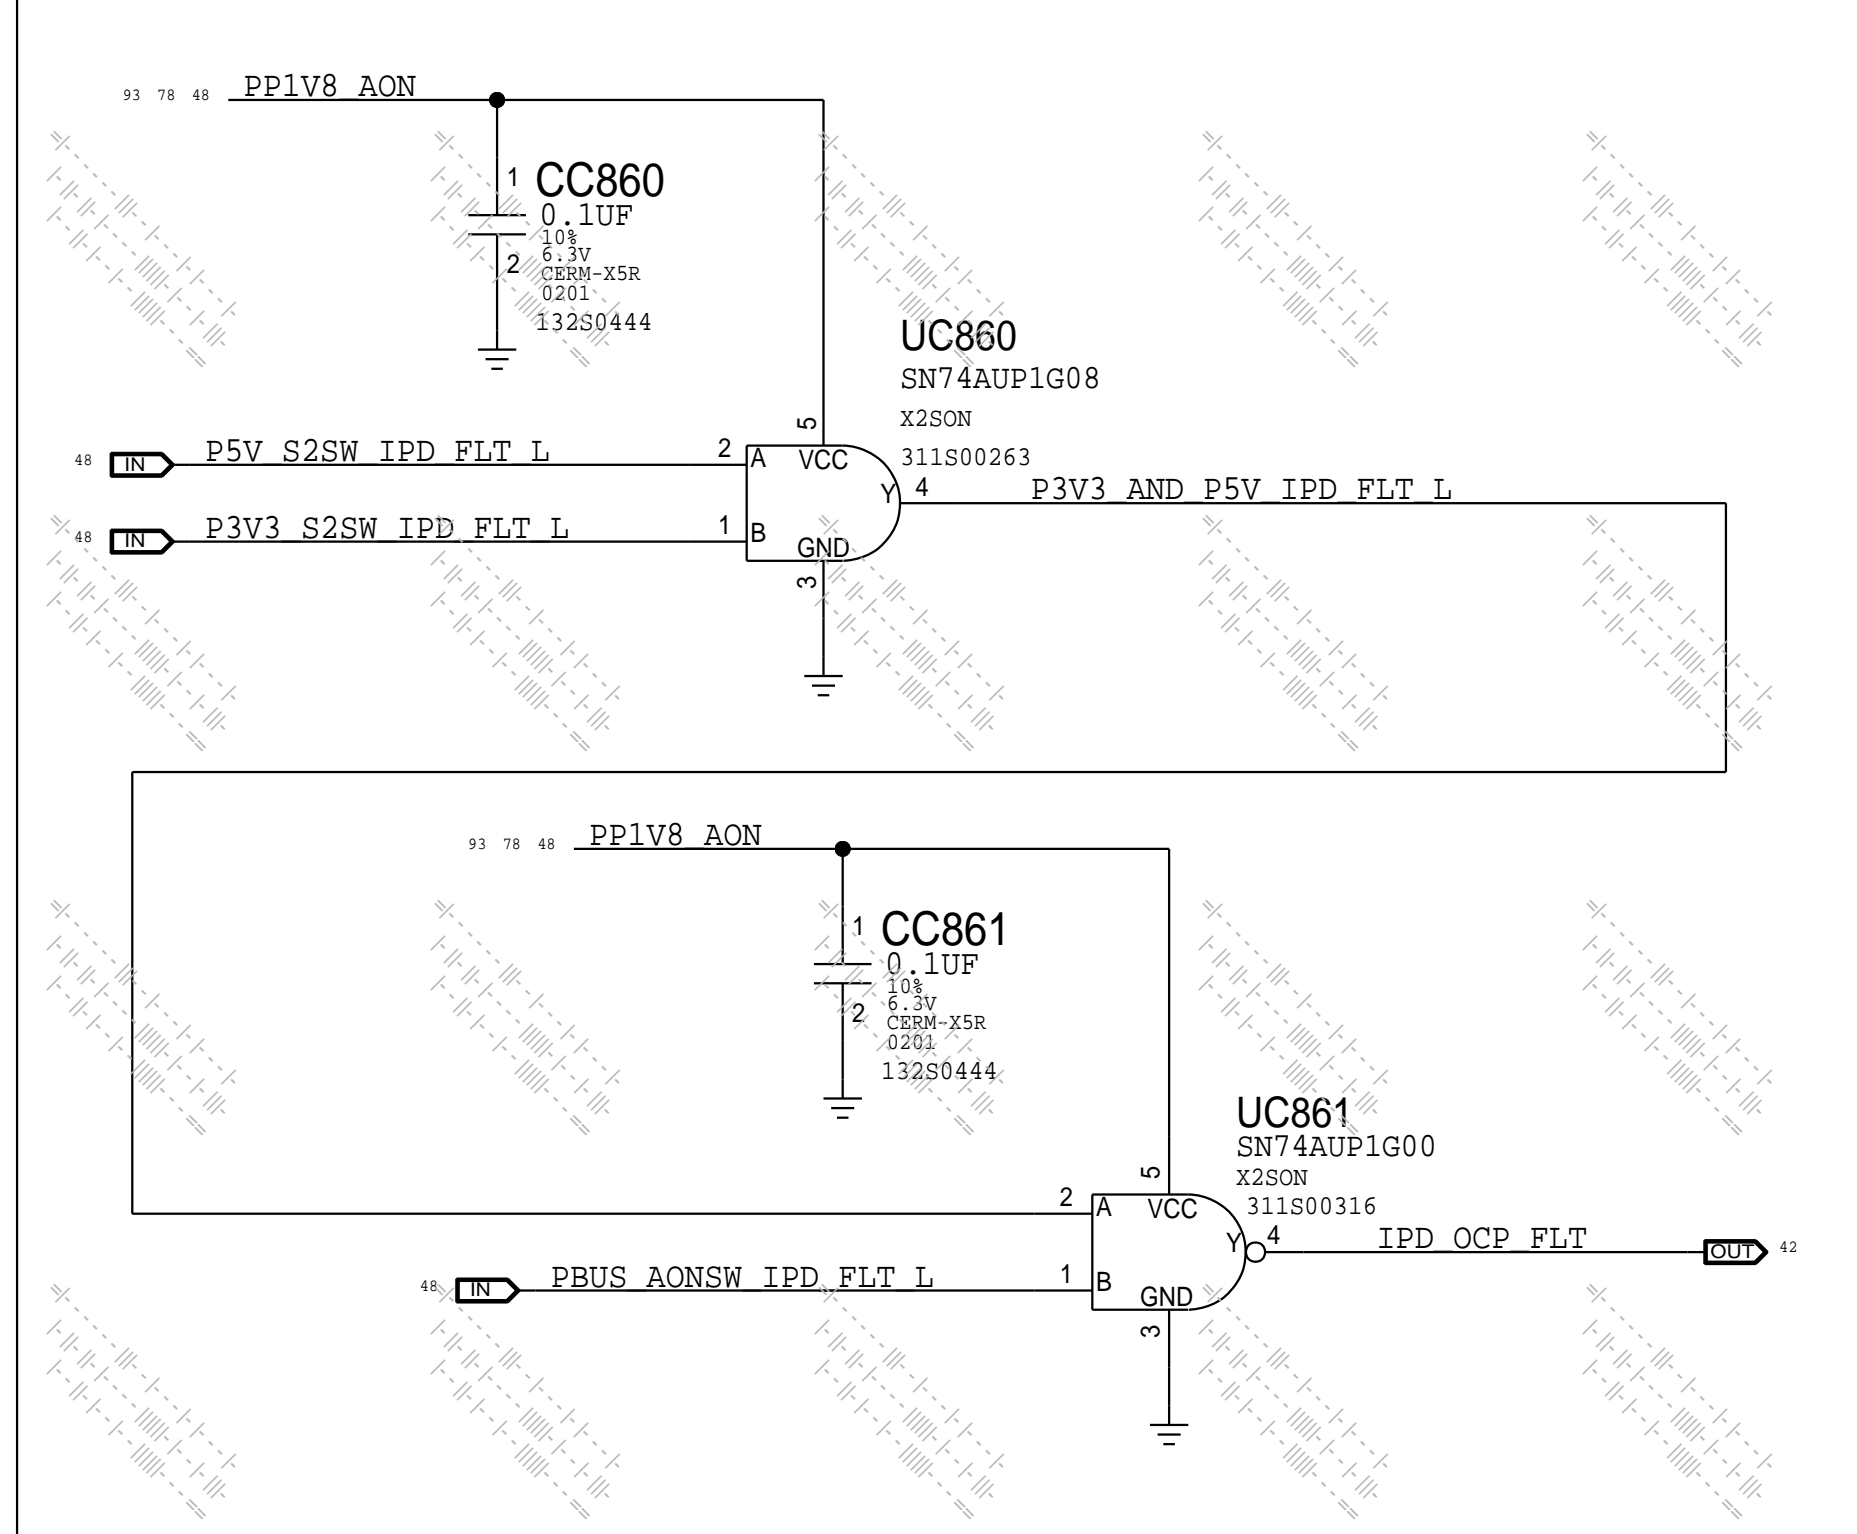 93 78 48 PP1V8_AON
1 CC860
0.1UF
10%
6.3V
2 CERM-X5R
0201
132S0444
UC860
SN74AUP1G08
X2SON
311S00263
48 IN P5V_S2SW_IPD_FLT_L 2 A VCC 5
Y 4 P3V3_AND_P5V_IPD_FLT_L
48 IN P3V3_S2SW_IPD_FLT_L 1 B GND 3
93 78 48 PP1V8_AON
1 CC861
0.1UF
10%
6.3V
2 CERM-X5R
0201
132S0444
UC861
SN74AUP1G00
X2SON
311S00316
2 A VCC 5
Y 4 IPD_OCP_FLT OUT 42
48 IN PBUS_AONSW_IPD_FLT_L 1 B GND 3